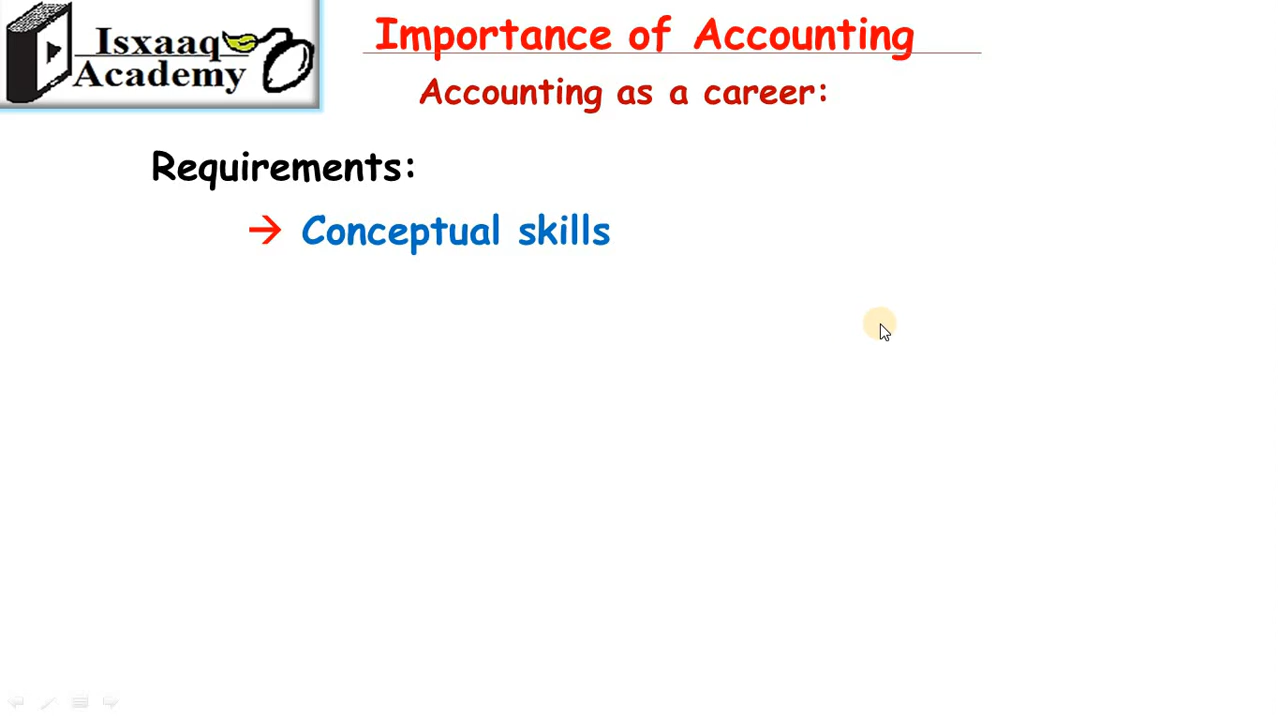 Isxaaq
Academy
Importance of Accounting
Accounting as a career:
Requirements:
→ Conceptual skills